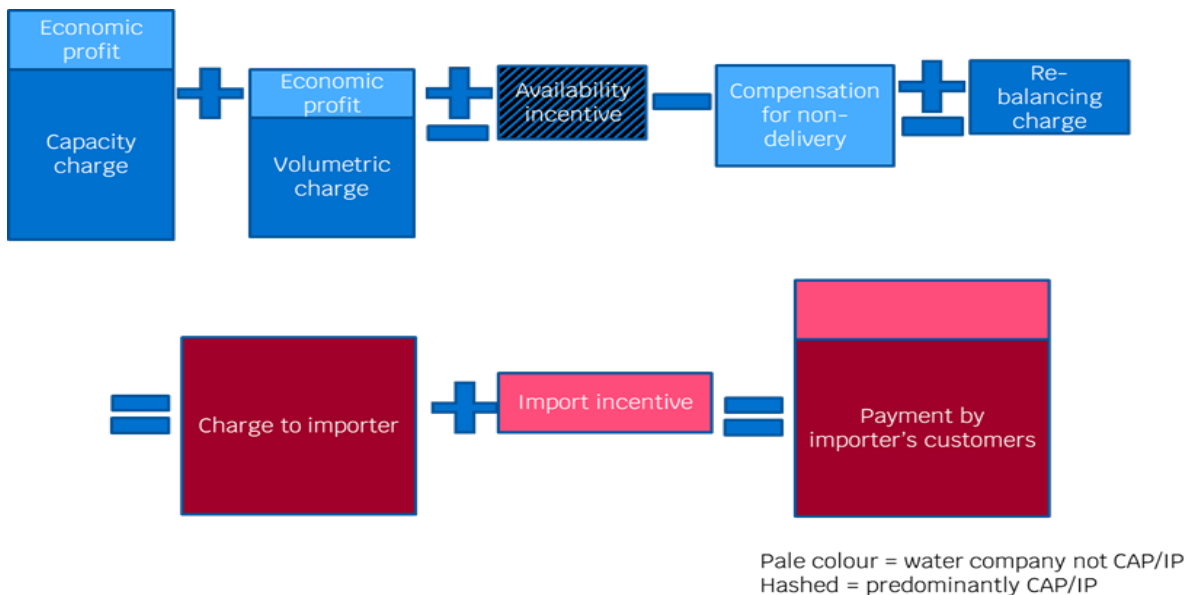 Economic
profit
Capacity
charge
Economic
profit
Volumetric
charge
Availability
incentive
Compensation
for non-
delivery
Re-
balancing
charge
Charge to importer
Import incentive
Payment by
importer's customers
Pale colour = water company not CAP/IP
Hashed = predominantly CAP/IP